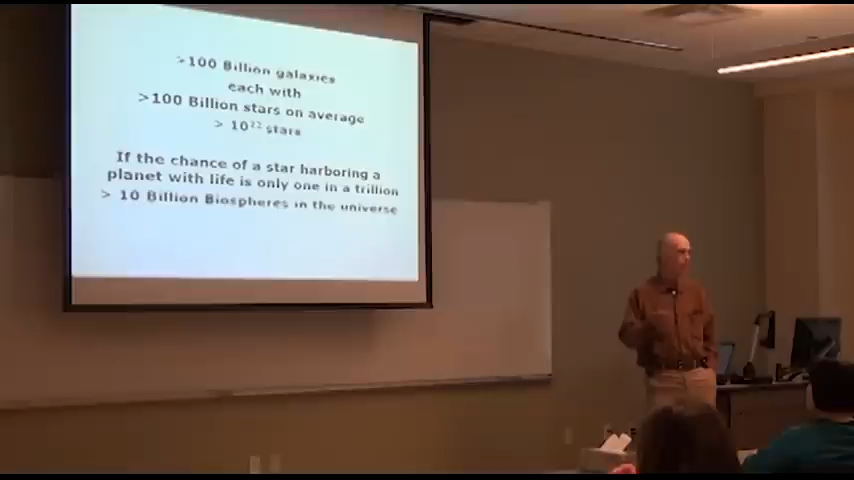 >100 Billion galaxies
each with
>100 Billion stars on average
> 10²² stars
If the chance of a star harboring a
planet with life is only one in a trillion
> 10 Billion Biospheres in the universe